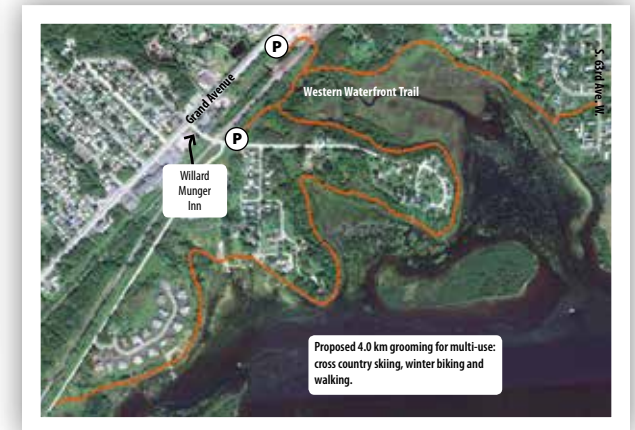 P
Grand Avenue
S. 63rd Ave. W.
Western Waterfront Trail
P
Willard
Munger
Inn
Proposed 4.0 km grooming for multi-use:
cross country skiing, winter biking and
walking.